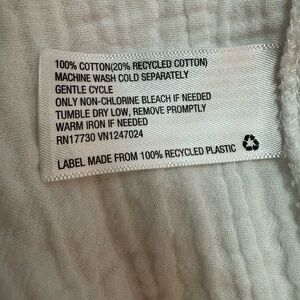 100% COTTON(20% RECYCLED COTTON)
MACHINE WASH COLD SEPARATELY
GENTLE CYCLE
ONLY NON-CHLORINE BLEACH IF NEEDED
TUMBLE DRY LOW, REMOVE PROMPTLY
WARM IRON IF NEEDED
RN17730 VN1247024
LABEL MADE FROM 100% RECYCLED PLASTIC